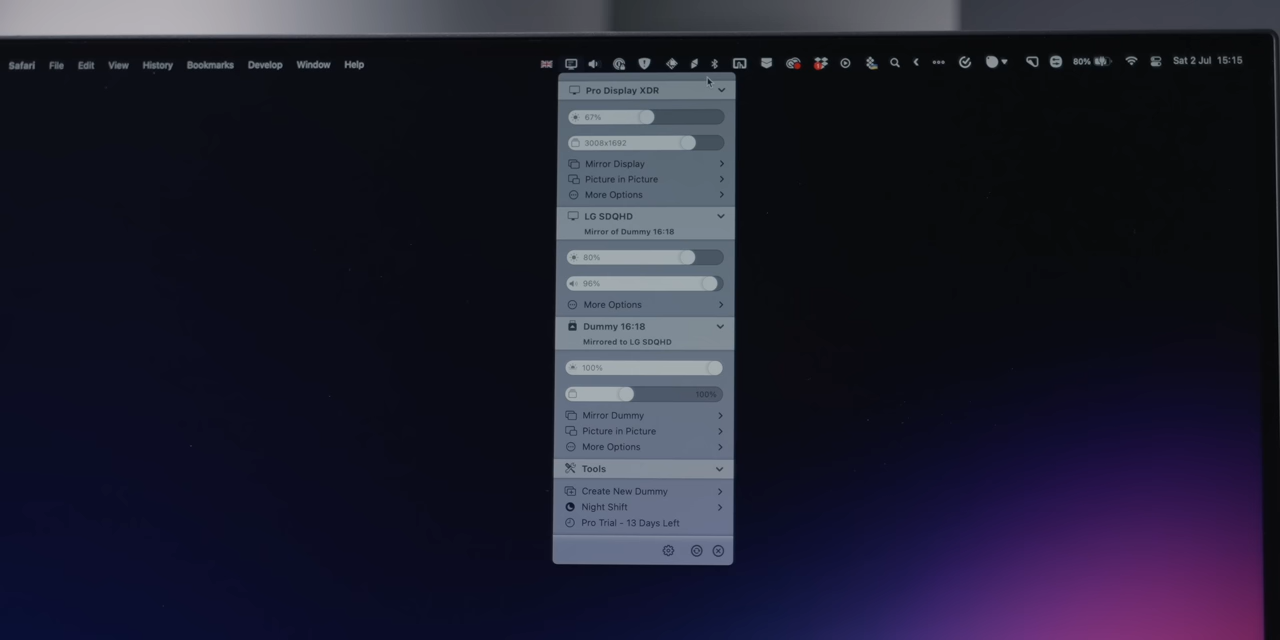 Safari File Edit View History Bookmarks Develop Window Help 80% Sat 2 Jul 15:15
Pro Display XDR
67%
3008x1692
Mirror Display
Picture in Picture
More Options
LG SDQHD
Mirror of Dummy 16:18
80%
96%
More Options
Dummy 16:18
Mirrored to LG SDQHD
100%
100%
Mirror Dummy
Picture in Picture
More Options
Tools
Create New Dummy
Night Shift
Pro Trial - 13 Days Left